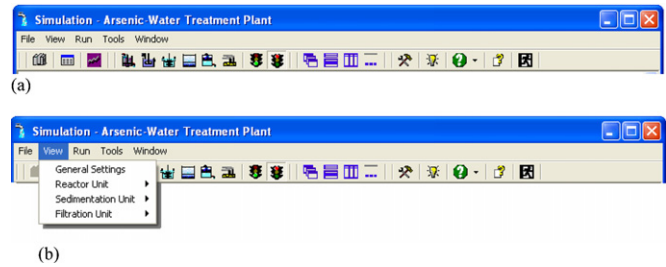 Simulation - Arsenic-Water Treatment Plant
File View Run Tools Window
(a)
Simulation - Arsenic-Water Treatment Plant
File View Run Tools Window
General Settings
Reactor Unit
Sedimentation Unit
Filtration Unit
(b)